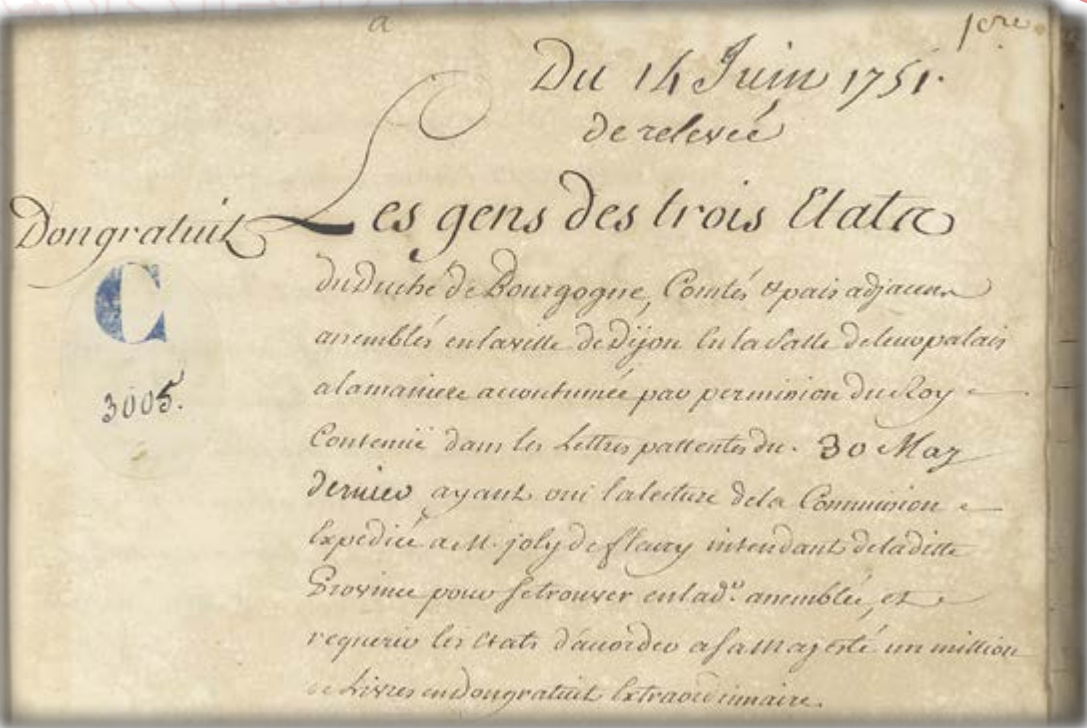 a
1ere
Du 14 Juin 1751.
de relevée
Dongratuit
Les gens des trois Etats
du Duché de Bourgogne, Comtés & païs adjacens
assemblés en la ville de Dijon En la Salle de leur palais
a la maniere accoutumée par permission du Roy
Contenüe dans les Lettres pattentes du. 30 May
dernier ayant oui la lecture de la Commission
Expediée a M. joly de fleury intendant de la ditte
Province pour se trouver en lad.e assemblée, et
requerir les Etats d'accorder a sa Majesté un million
de Livres en Dongratuit Extraordinaire.
C
3005.